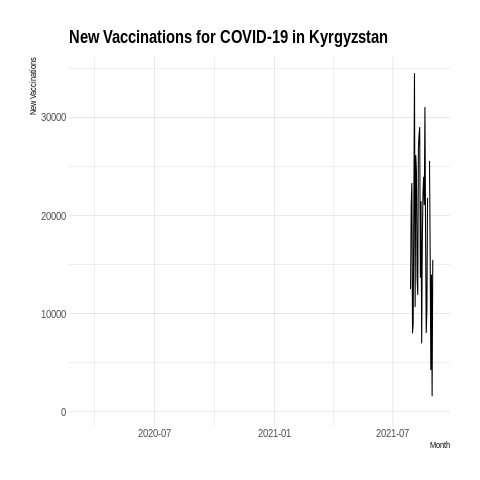 New Vaccinations for COVID-19 in Kyrgyzstan
New Vaccinations
30000
20000
10000
0
2020-07 2021-01 2021-07
Month